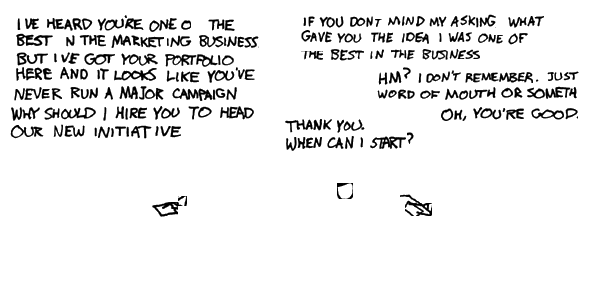 I'VE HEARD YOU'RE ONE O THE
BEST N THE MARKETING BUSINESS
BUT I'VE GOT YOUR PORTFOLIO
HERE AND IT LOOKS LIKE YOU'VE
NEVER RUN A MAJOR CAMPAIGN
WHY SHOULD I HIRE YOU TO HEAD
OUR NEW INITIATIVE
IF YOU DONT MIND MY ASKING WHAT
GAVE YOU THE IDEA I WAS ONE OF
THE BEST IN THE BUSINESS
HM? I DON'T REMEMBER. JUST
WORD OF MOUTH OR SOMETH
OH, YOU'RE GOOD.
THANK YOU.
WHEN CAN I START?